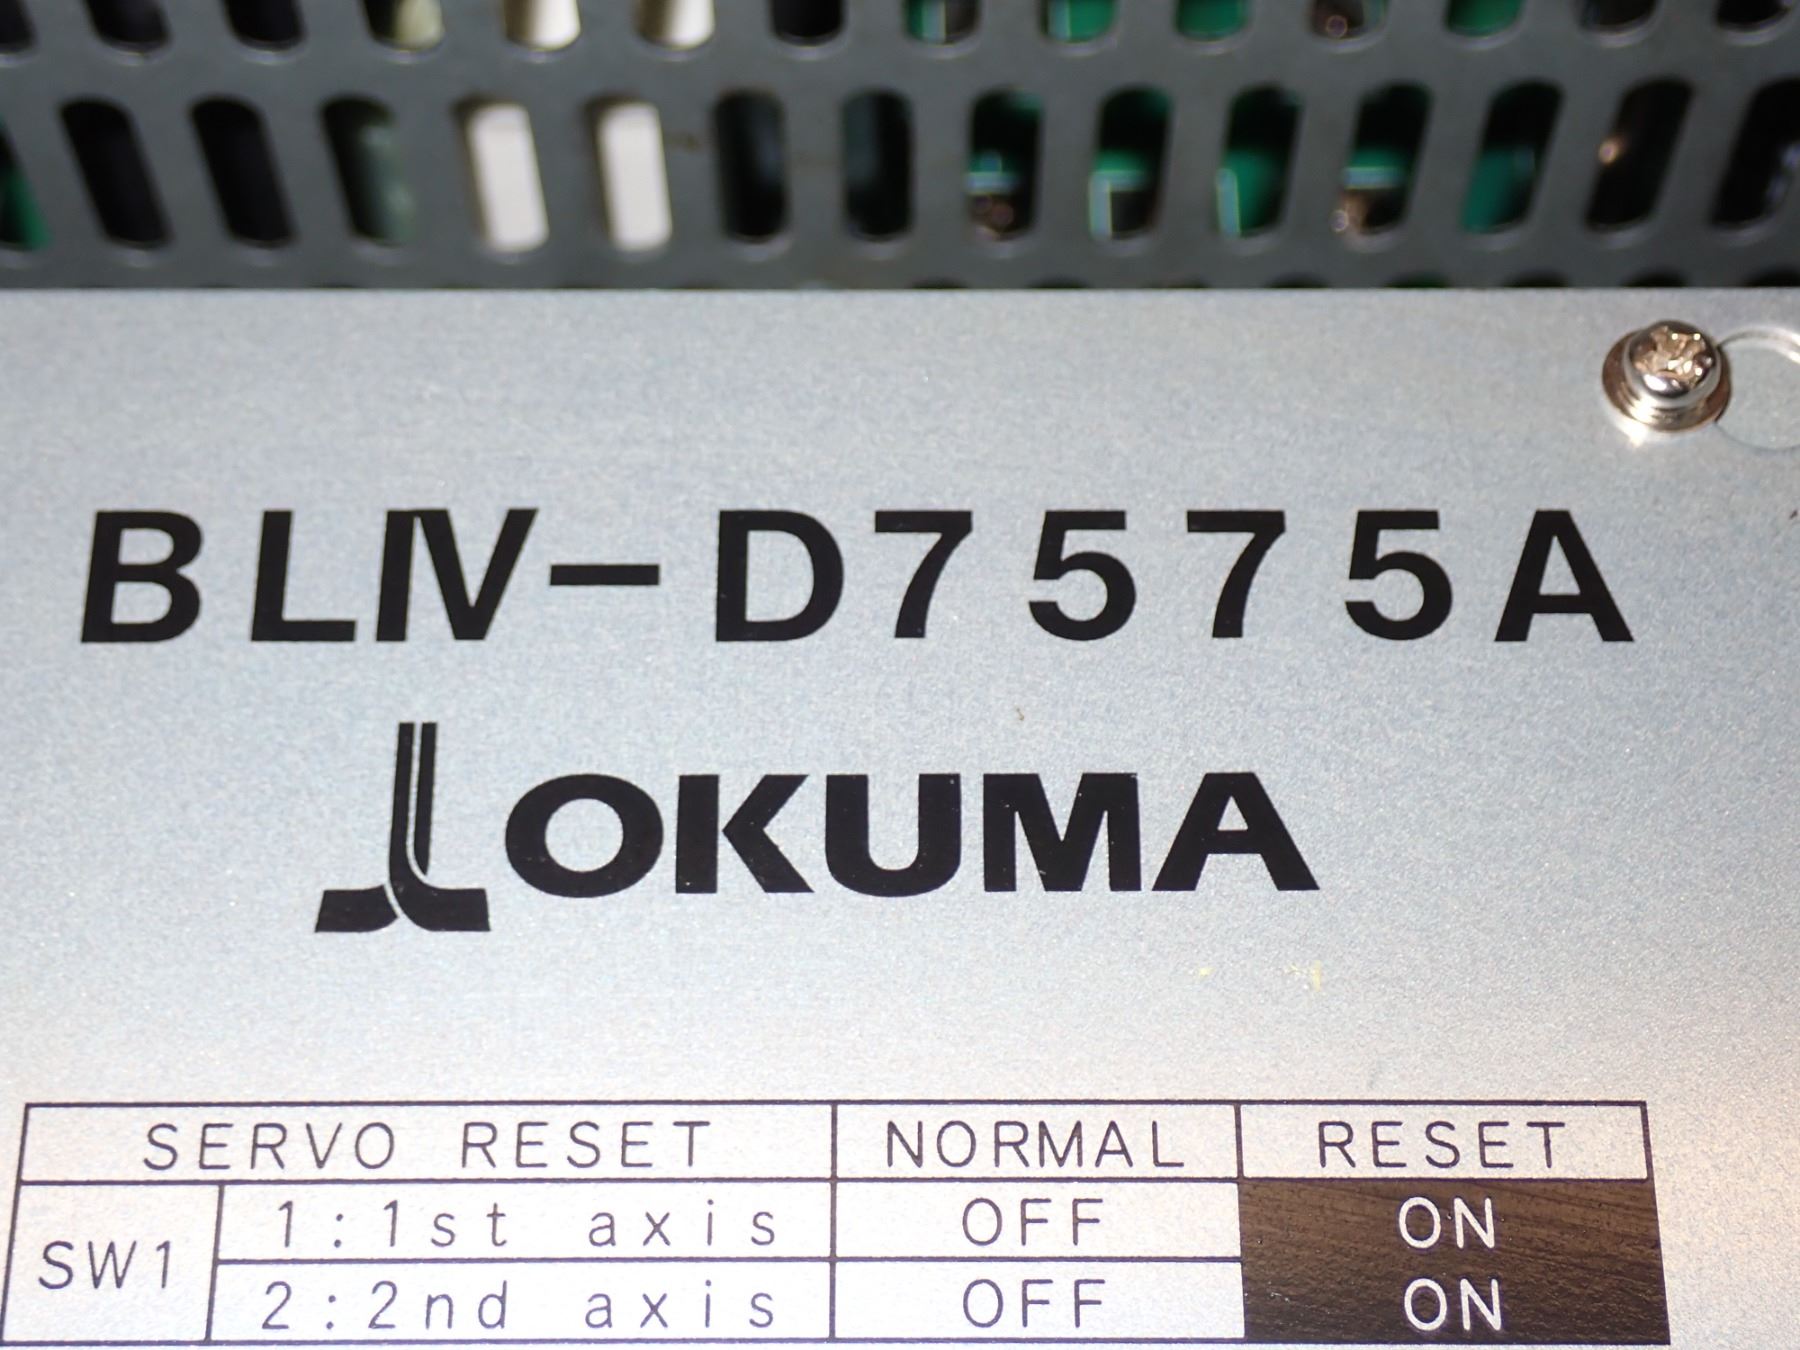 BLIV-D7575A
OKUMA
SERVO RESET NORMAL RESET
SW1 1:1st axis OFF ON
2:2nd axis OFF ON